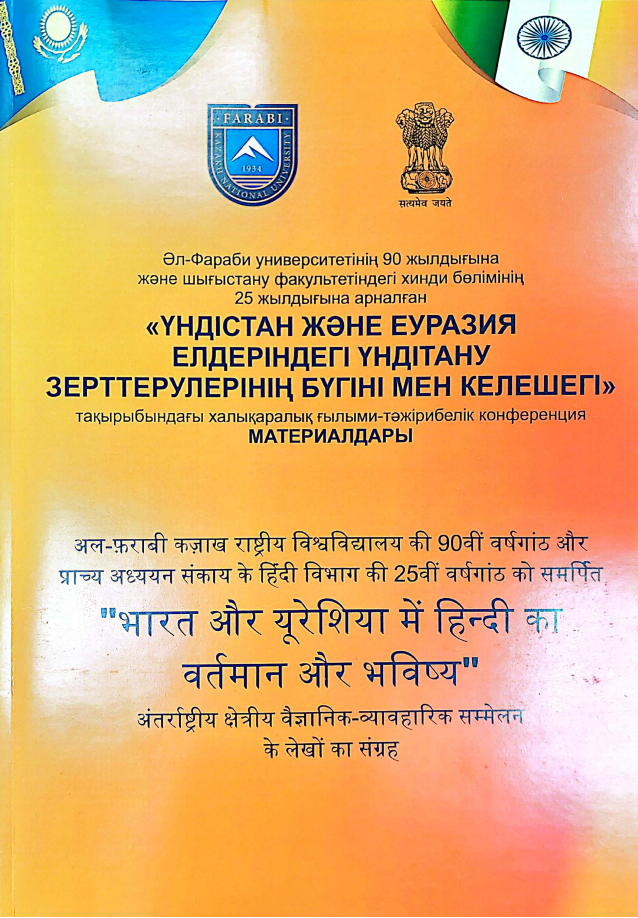 FARABI
KAZAKH NATIONAL UNIVERSITY
1934
सत्यमेव जयते
Әл-Фараби университетінің 90 жылдығына
және шығыстану факультетіндегі хинди бөлімінің
25 жылдығына арналған
«ҮНДІСТАН ЖӘНЕ ЕУРАЗИЯ
ЕЛДЕРІНДЕГІ ҮНДІТАНУ
ЗЕРТТЕРУЛЕРІНІҢ БҮГІНІ МЕН КЕЛЕШЕГІ»
тақырыбындағы халықаралық ғылыми-тәжірибелік конференция
МАТЕРИАЛДАРЫ
अल-फ़राबी कज़ाख राष्ट्रीय विश्वविद्यालय की 90वीं वर्षगांठ और
प्राच्य अध्ययन संकाय के हिंदी विभाग की 25वीं वर्षगांठ को समर्पित
"भारत और यूरेशिया में हिन्दी का
वर्तमान और भविष्य"
अंतर्राष्ट्रीय क्षेत्रीय वैज्ञानिक-व्यावहारिक सम्मेलन
के लेखों का संग्रह